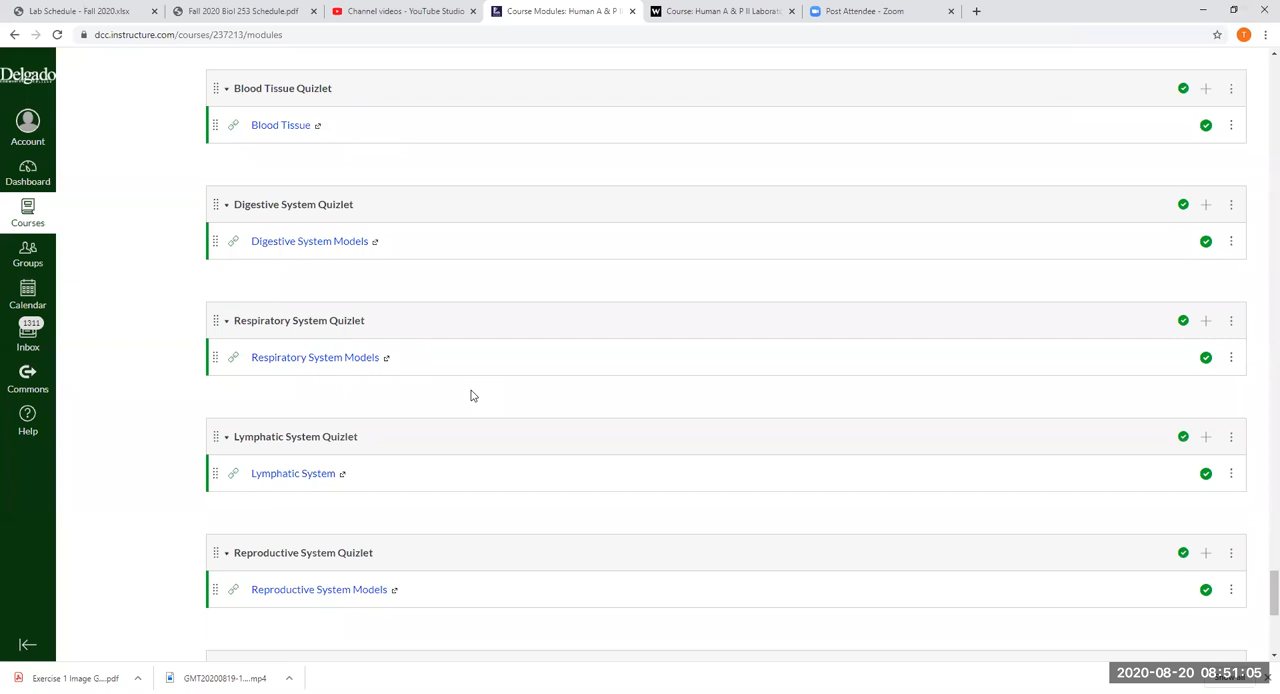 Lab Schedule - Fall 2020.xlsx
Fall 2020 Biol 253 Schedule.pdf
Channel videos - YouTube Studio
Course Modules: Human A & P II
Course: Human A & P II Laborat
Post Attendee - Zoom
dcc.instructure.com/courses/237213/modules
T
Delgado
Account
Dashboard
Courses
Groups
Calendar
1311
Inbox
Commons
Help
Blood Tissue Quizlet
Blood Tissue
Digestive System Quizlet
Digestive System Models
Respiratory System Quizlet
Respiratory System Models
Lymphatic System Quizlet
Lymphatic System
Reproductive System Quizlet
Reproductive System Models
Exercise 1 Image G....pdf
GMT20200819-1....mp4
2020-08-20 08:51:05